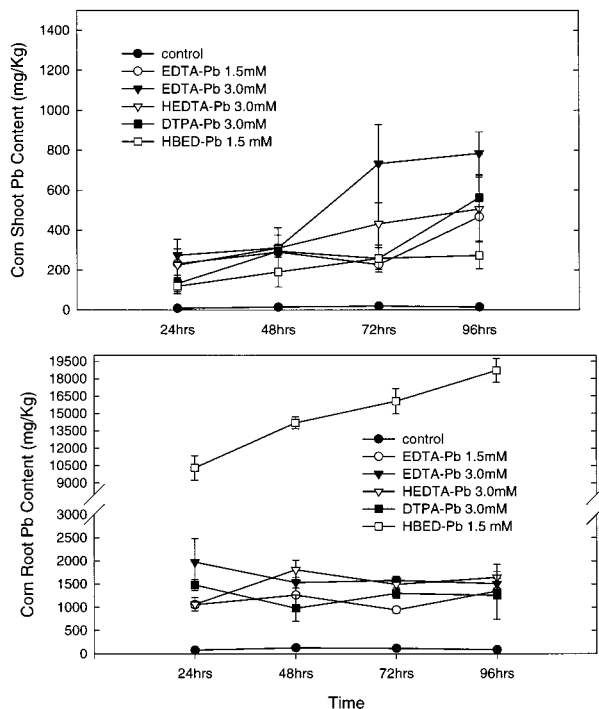 Corn Shoot Pb Content (mg/Kg)
1400
1200
1000
800
600
400
200
0
control
EDTA-Pb 1.5mM
EDTA-Pb 3.0mM
HEDTA-Pb 3.0mM
DTPA-Pb 3.0mM
HBED-Pb 1.5 mM
24hrs 48hrs 72hrs 96hrs
Corn Root Pb Content (mg/Kg)
19500
18000
16500
15000
13500
12000
10500
9000
3000
2500
2000
1500
1000
500
0
control
EDTA-Pb 1.5mM
EDTA-Pb 3.0mM
HEDTA-Pb 3.0mM
DTPA-Pb 3.0mM
HBED-Pb 1.5 mM
24hrs 48hrs 72hrs 96hrs
Time